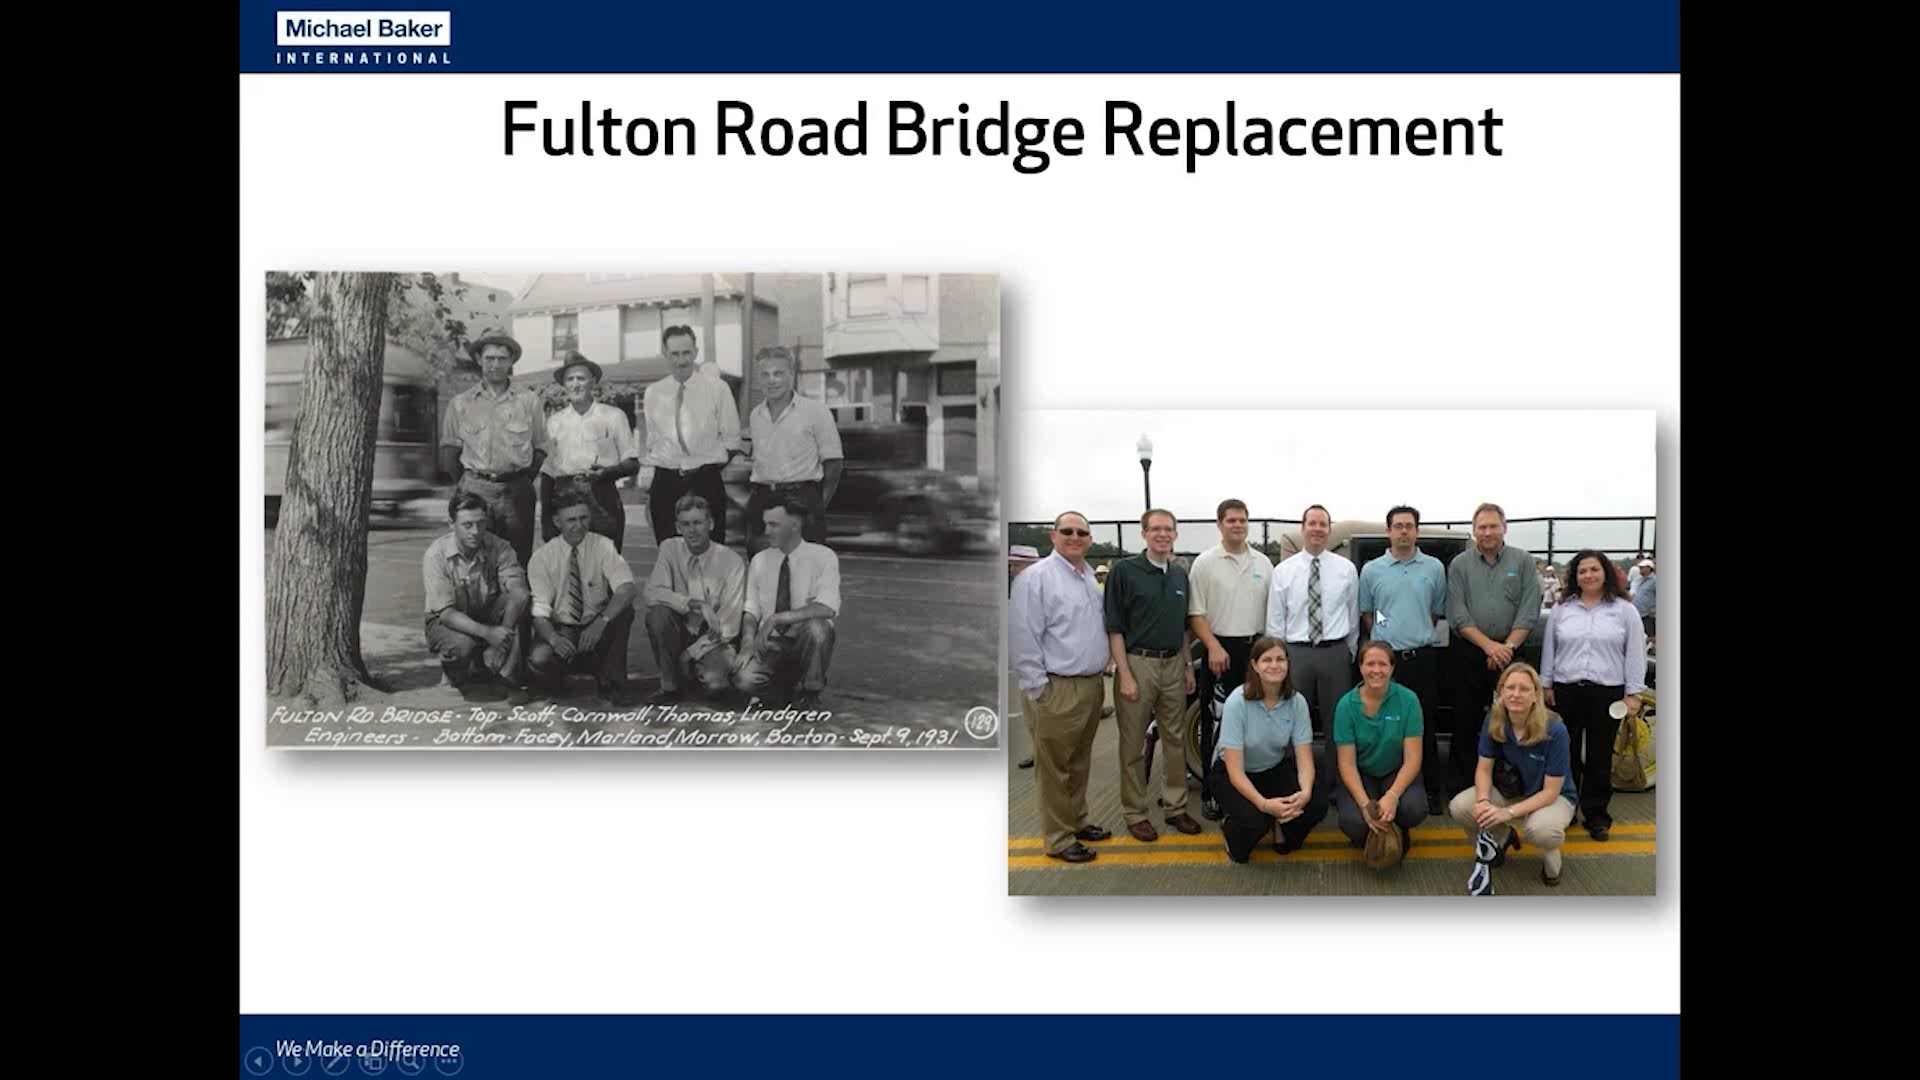 Michael Baker
INTERNATIONAL
Fulton Road Bridge Replacement
FULTON RD. BRIDGE - Top - Scott, Cornwall, Thomas, Lindgren
Engineers - Bottom - Facey, Marland, Morrow, Borton - Sept. 9, 1931
129
We Make a Difference